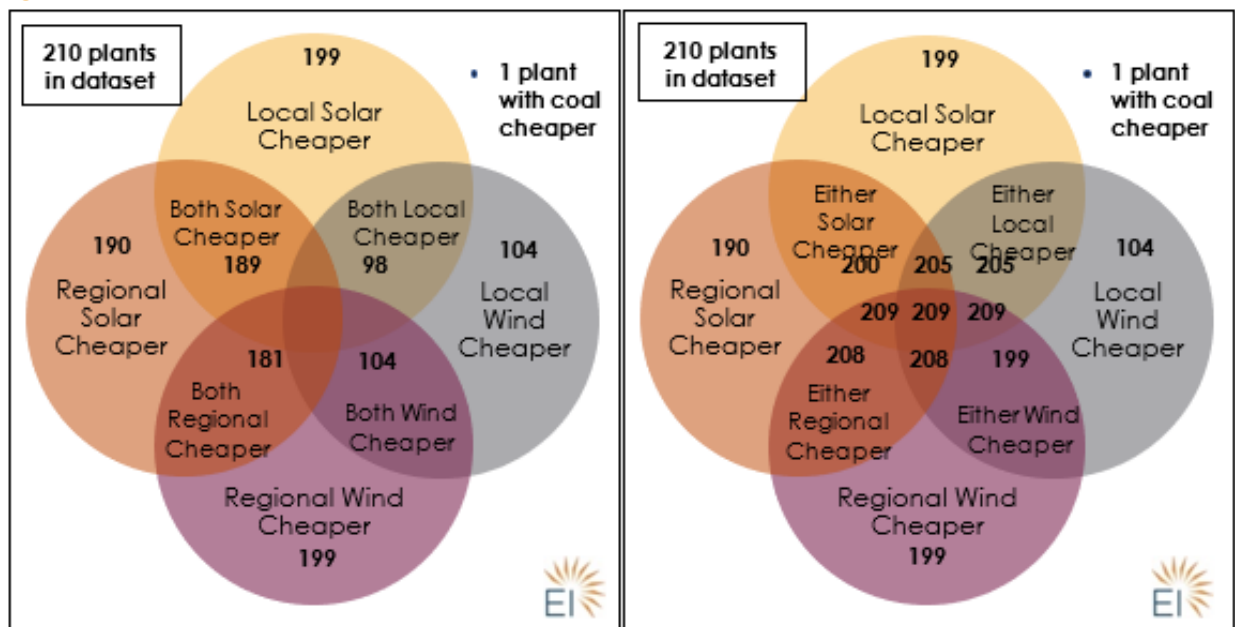 210 plants
in dataset
199
• 1 plant
with coal
cheaper
Local Solar
Cheaper
Both Solar
Cheaper
189
Both Local
Cheaper
98
190
Regional
Solar
Cheaper
104
Local
Wind
Cheaper
181
Both
Regional
Cheaper
104
Both Wind
Cheaper
Regional Wind
Cheaper
199
EI
210 plants
in dataset
199
• 1 plant
with coal
cheaper
Local Solar
Cheaper
Either
Solar
Cheaper
200
Either
Local
Cheaper
205 205
190
Regional
Solar
Cheaper
104
Local
Wind
Cheaper
209 209 209
208 208 199
Either
Regional
Cheaper
Either Wind
Cheaper
Regional Wind
Cheaper
199
EI